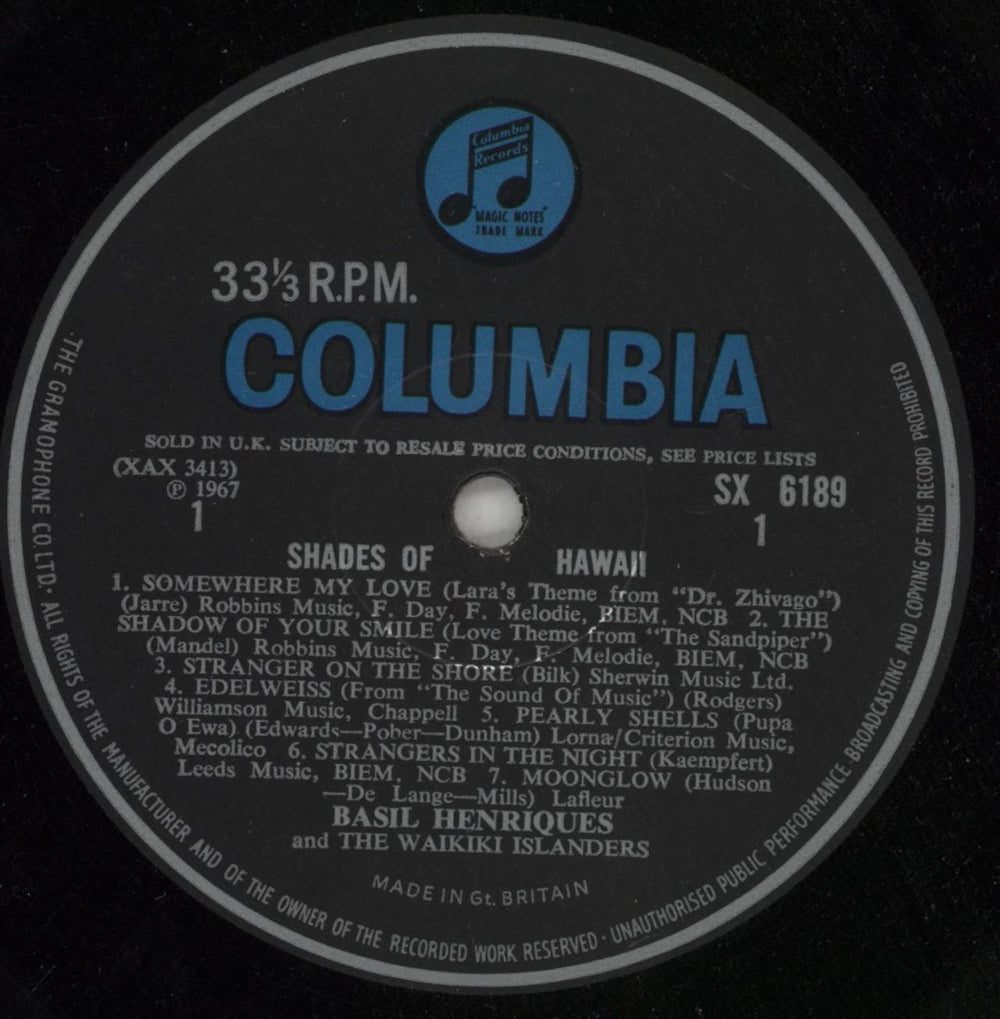 Columbia
Records
"MAGIC NOTES"
TRADE MARK
33⅓ R.P.M.
COLUMBIA
SOLD IN U.K. SUBJECT TO RESALE PRICE CONDITIONS, SEE PRICE LISTS
(XAX 3413)
℗ 1967
1
SX 6189
1
SHADES OF HAWAII
1. SOMEWHERE MY LOVE (Lara's Theme from "Dr. Zhivago")
(Jarre) Robbins Music, F. Day, F. Melodie, BIEM, NCB 2. THE
SHADOW OF YOUR SMILE (Love Theme from "The Sandpiper")
(Mandel) Robbins Music, F. Day, F. Melodie, BIEM, NCB
3. STRANGER ON THE SHORE (Bilk) Sherwin Music Ltd.
4. EDELWEISS (From "The Sound Of Music") (Rodgers)
Williamson Music, Chappell 5. PEARLY SHELLS (Pupa
O Ewa) (Edwards—Pober—Dunham) Lorna/Criterion Music,
Mecolico 6. STRANGERS IN THE NIGHT (Kaempfert)
Leeds Music, BIEM, NCB 7. MOONGLOW (Hudson
—De Lange—Mills) Lafleur
BASIL HENRIQUES
and THE WAIKIKI ISLANDERS
MADE IN Gt. BRITAIN
THE GRAMOPHONE CO LTD. · ALL RIGHTS OF THE MANUFACTURER AND OF THE OWNER OF THE RECORDED WORK RESERVED · UNAUTHORISED PUBLIC PERFORMANCE BROADCASTING AND COPYING OF THIS RECORD PROHIBITED